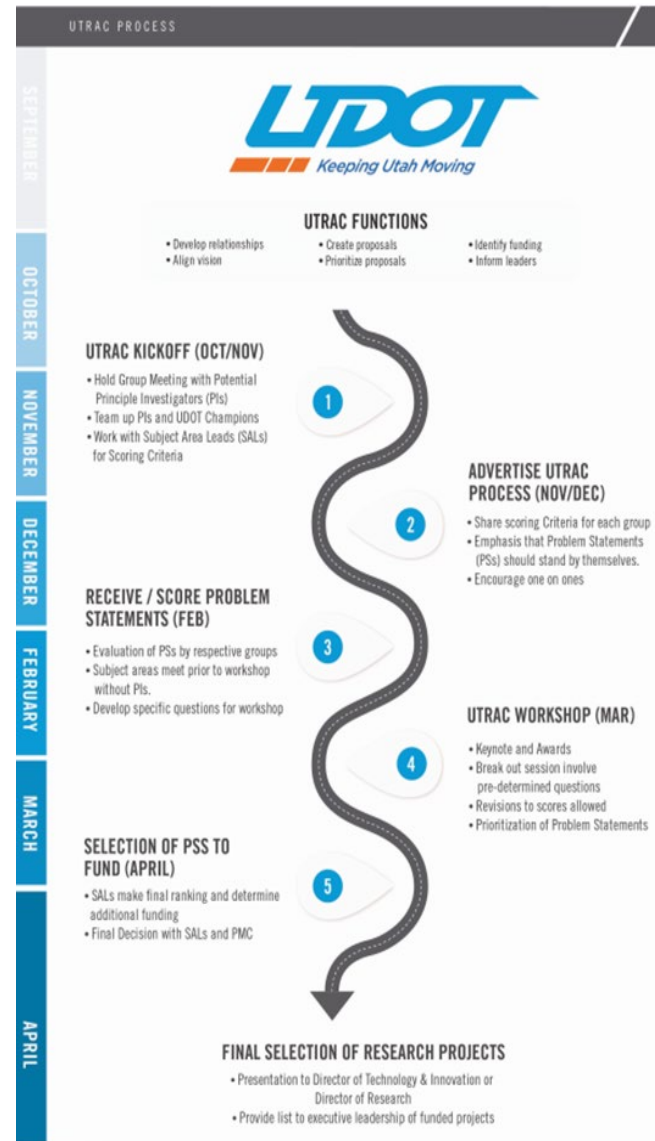 UTRAC PROCESS
SEPTEMBER
UDOT
Keeping Utah Moving
UTRAC FUNCTIONS
• Develop relationships
• Align vision
• Create proposals
• Prioritize proposals
• Identify funding
• Inform leaders
OCTOBER
UTRAC KICKOFF (OCT/NOV)
• Hold Group Meeting with Potential
Principle Investigators (PIs)
• Team up PIs and UDOT Champions
• Work with Subject Area Leads (SALs)
for Scoring Criteria
1
NOVEMBER
ADVERTISE UTRAC
PROCESS (NOV/DEC)
• Share scoring Criteria for each group
• Emphasis that Problem Statements
(PSs) should stand by themselves.
• Encourage one on ones
2
DECEMBER
RECEIVE / SCORE PROBLEM
STATEMENTS (FEB)
• Evaluation of PSs by respective groups
• Subject areas meet prior to workshop
without PIs.
• Develop specific questions for workshop
3
FEBRUARY
UTRAC WORKSHOP (MAR)
• Keynote and Awards
• Break out session involve
pre-determined questions
• Revisions to scores allowed
• Prioritization of Problem Statements
4
MARCH
SELECTION OF PSS TO
FUND (APRIL)
• SALs make final ranking and determine
additional funding
• Final Decision with SALs and PMC
5
APRIL
FINAL SELECTION OF RESEARCH PROJECTS
• Presentation to Director of Technology & Innovation or
Director of Research
• Provide list to executive leadership of funded projects